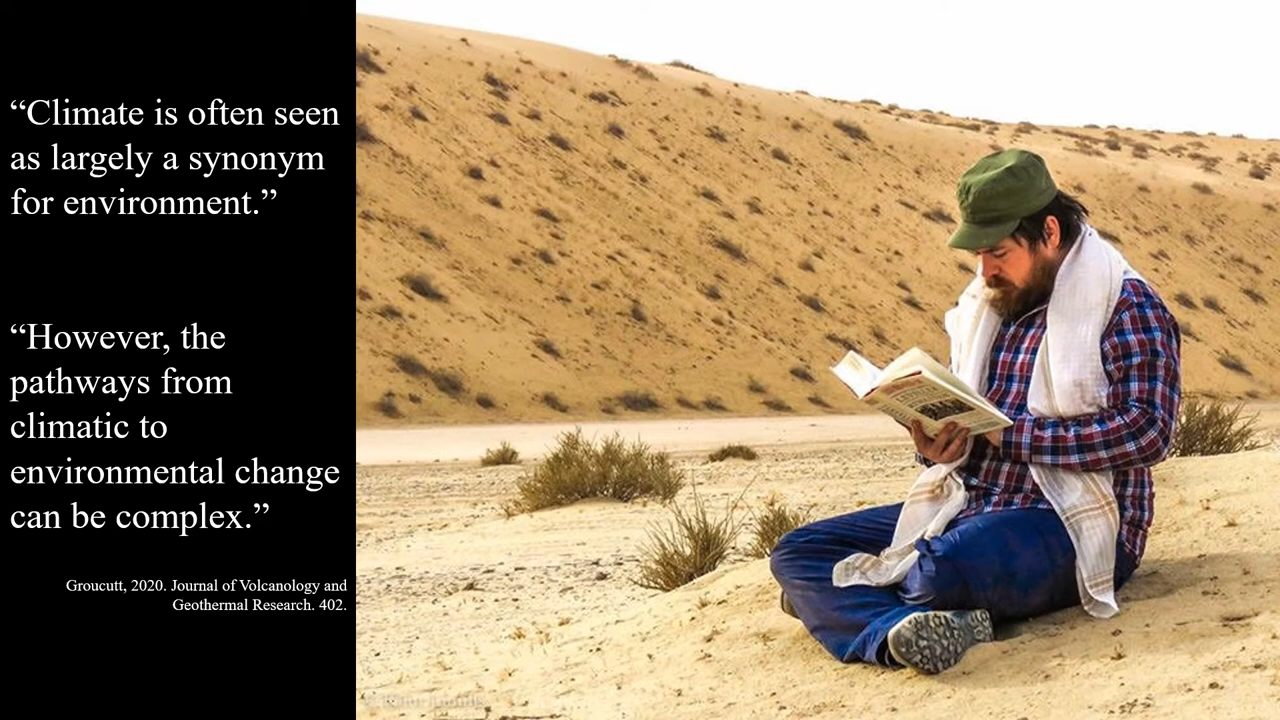 “Climate is often seen
as largely a synonym
for environment.”
“However, the
pathways from
climatic to
environmental change
can be complex.”
Groucutt, 2020. Journal of Volcanology and
Geothermal Research. 402.